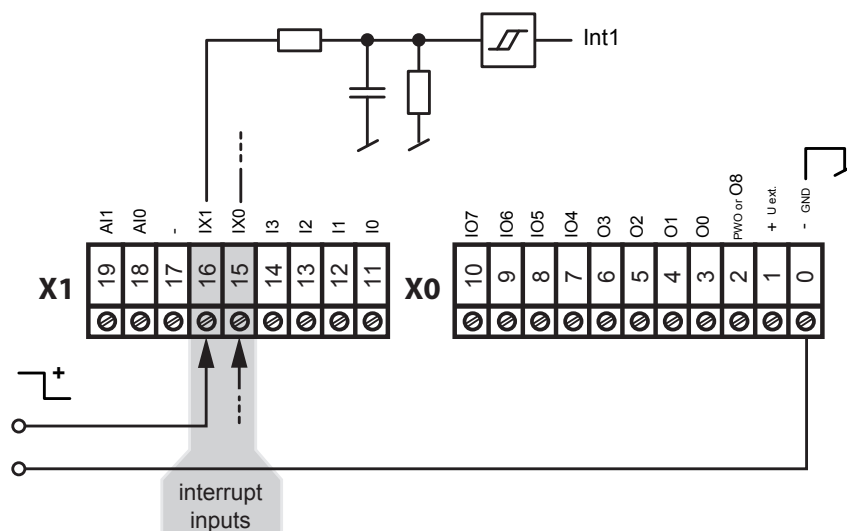 Int1
AI1
AI0
-
IX1
IX0
I3
I2
I1
I0
IO7
IO6
IO5
IO4
O3
O2
O1
O0
PWO or O8
+ U ext.
- GND
X1
19
18
17
16
15
14
13
12
11
X0
10
9
8
7
6
5
4
3
2
1
0
+
interrupt
inputs